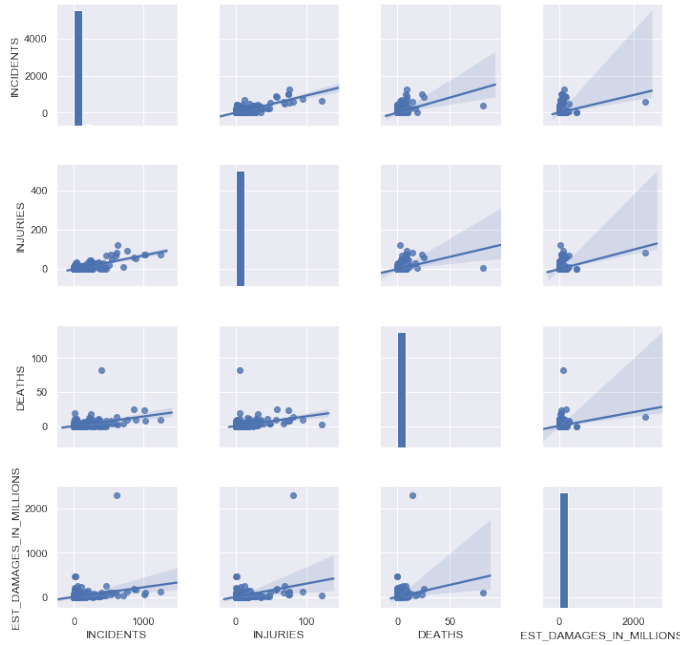 INCIDENTS
4000
2000
0
INJURIES
400
200
0
DEATHS
100
50
0
EST_DAMAGES_IN_MILLIONS
2000
1000
0
0 1000 0 100 0 50 0 2000
INCIDENTS INJURIES DEATHS EST_DAMAGES_IN_MILLIONS